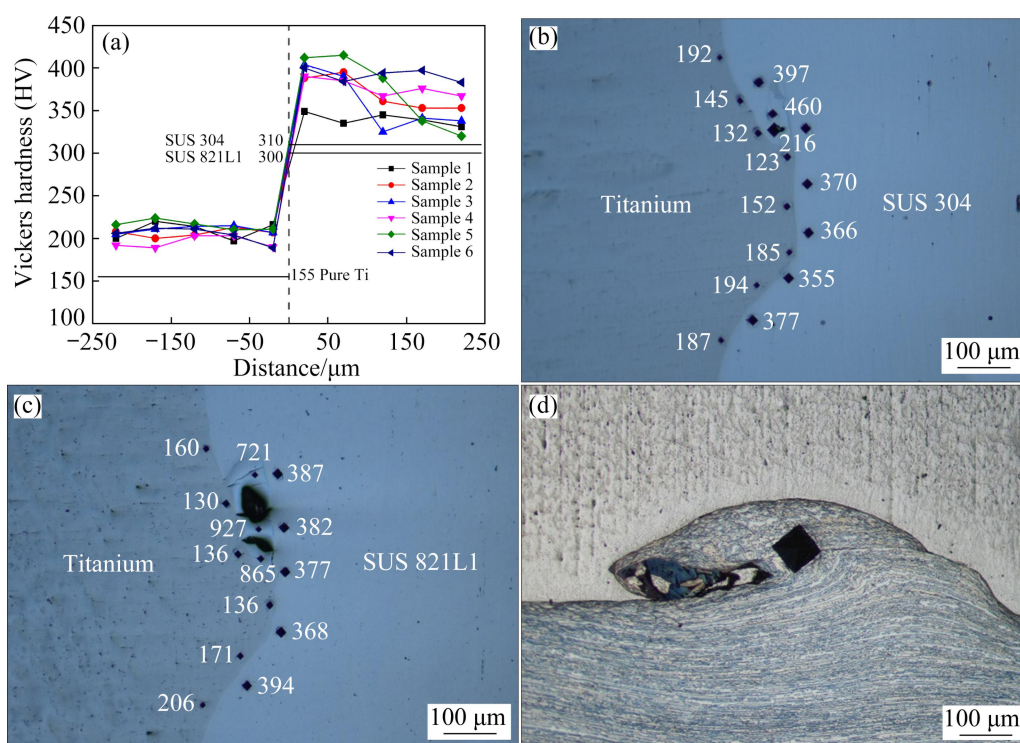 (a)
Vickers hardness (HV)
450
400
350
300
250
200
150
100
SUS 304 310
SUS 821L1 300
155 Pure Ti
Sample 1
Sample 2
Sample 3
Sample 4
Sample 5
Sample 6
−250 −150 −50 50 150 250
Distance/μm
(b)
192
397
145
460
132
216
123
370
Titanium
152
SUS 304
366
185
355
194
377
187
100 μm
(c)
160
721
387
130
927
382
136
Titanium
865
377
SUS 821L1
136
368
171
394
206
100 μm
(d)
100 μm